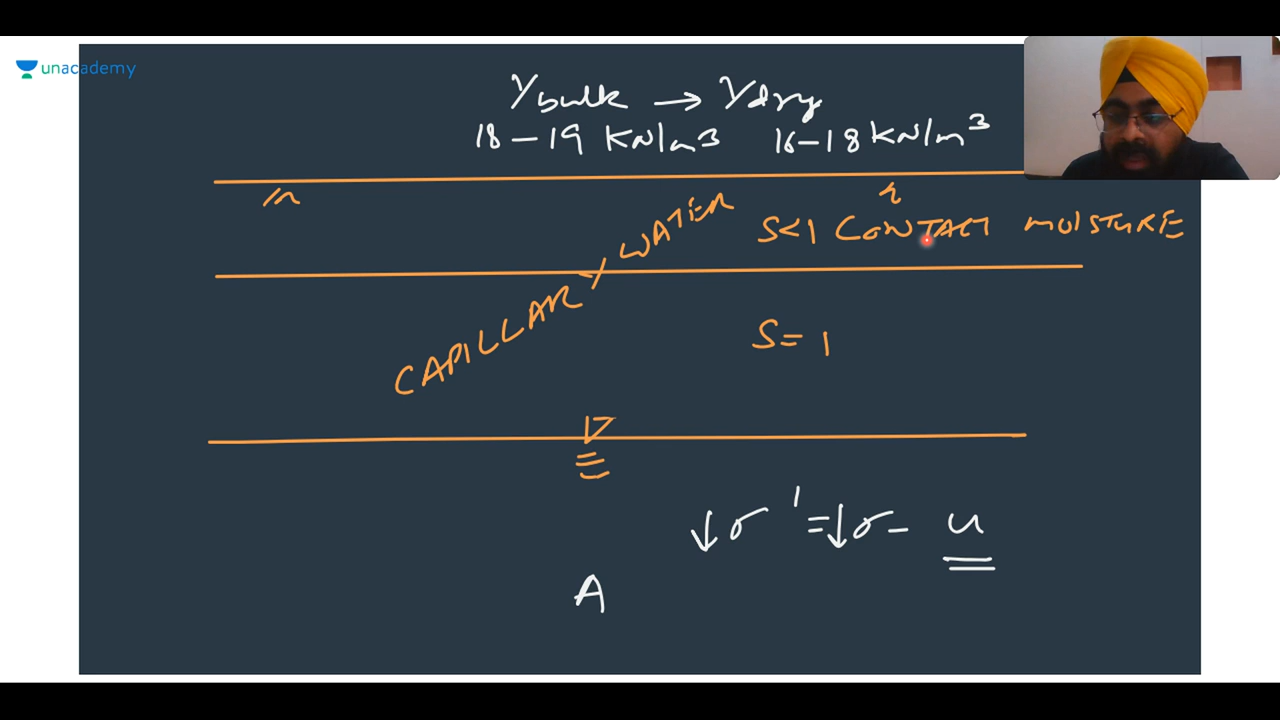 unacademy
γbulk → γdry
18 – 19 KN/m3 16 – 18 KN/m3
S<1 CONTACT MOISTURE
CAPILLARY WATER
S = 1
↓σ' = ↓σ – u
A